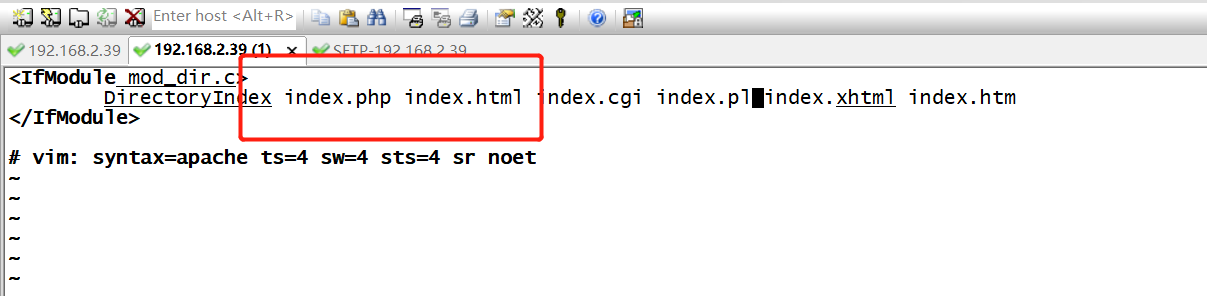 Enter host <Alt+R>
192.168.2.39 192.168.2.39 (1) × SFTP-192.168.2.39
<IfModule mod_dir.c>
DirectoryIndex index.php index.html index.cgi index.pl index.xhtml index.htm
</IfModule>
# vim: syntax=apache ts=4 sw=4 sts=4 sr noet
~
~
~
~
~
~